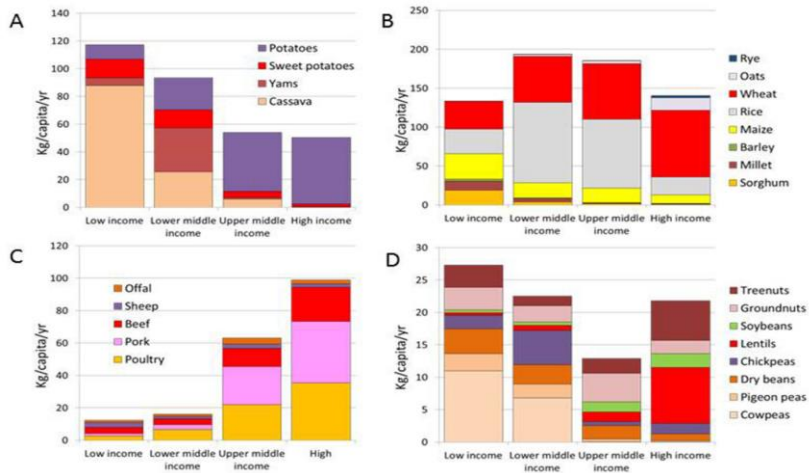 A
Kg/capita/yr
140
120
100
80
60
40
20
0
Potatoes
Sweet potatoes
Yams
Cassava
Low income
Lower middle
income
Upper middle
income
High income
B
Kg/capita/yr
250
200
150
100
50
0
Rye
Oats
Wheat
Rice
Maize
Barley
Millet
Sorghum
Low income
Lower middle
income
Upper middle
income
High income
C
Kg/capita/yr
120
100
80
60
40
20
0
Offal
Sheep
Beef
Pork
Poultry
Low income
Lower middle
income
Upper middle
income
High
D
Kg/capita/yr
30
25
20
15
10
5
0
Treenuts
Groundnuts
Soybeans
Lentils
Chickpeas
Dry beans
Pigeon peas
Cowpeas
Low income
Lower middle
income
Upper middle
income
High income